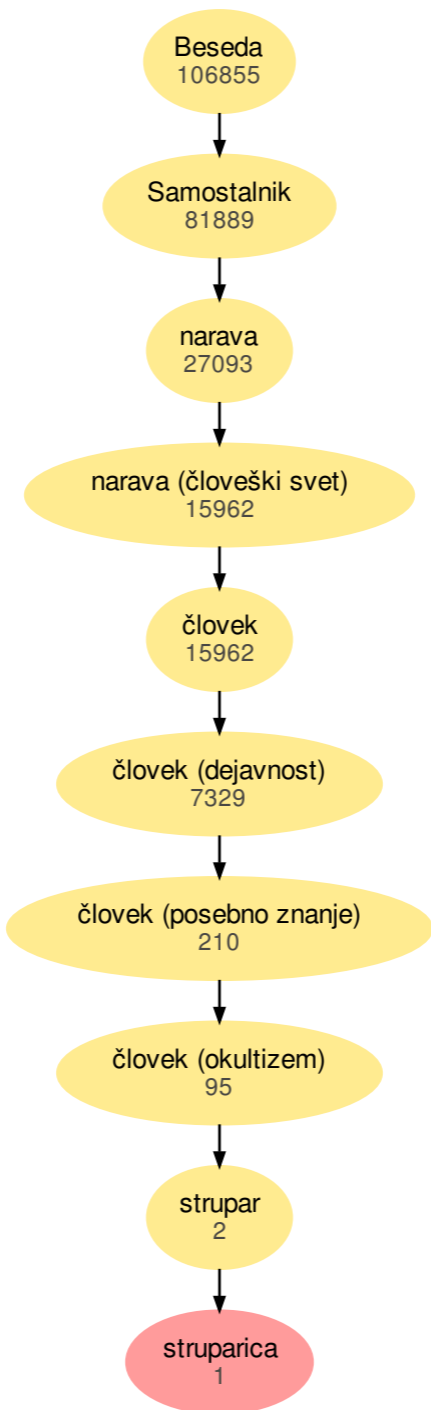 Beseda
106855
Samostalnik
81889
narava
27093
narava (človeški svet)
15962
človek
15962
človek (dejavnost)
7329
človek (posebno znanje)
210
človek (okultizem)
95
strupar
2
struparica
1